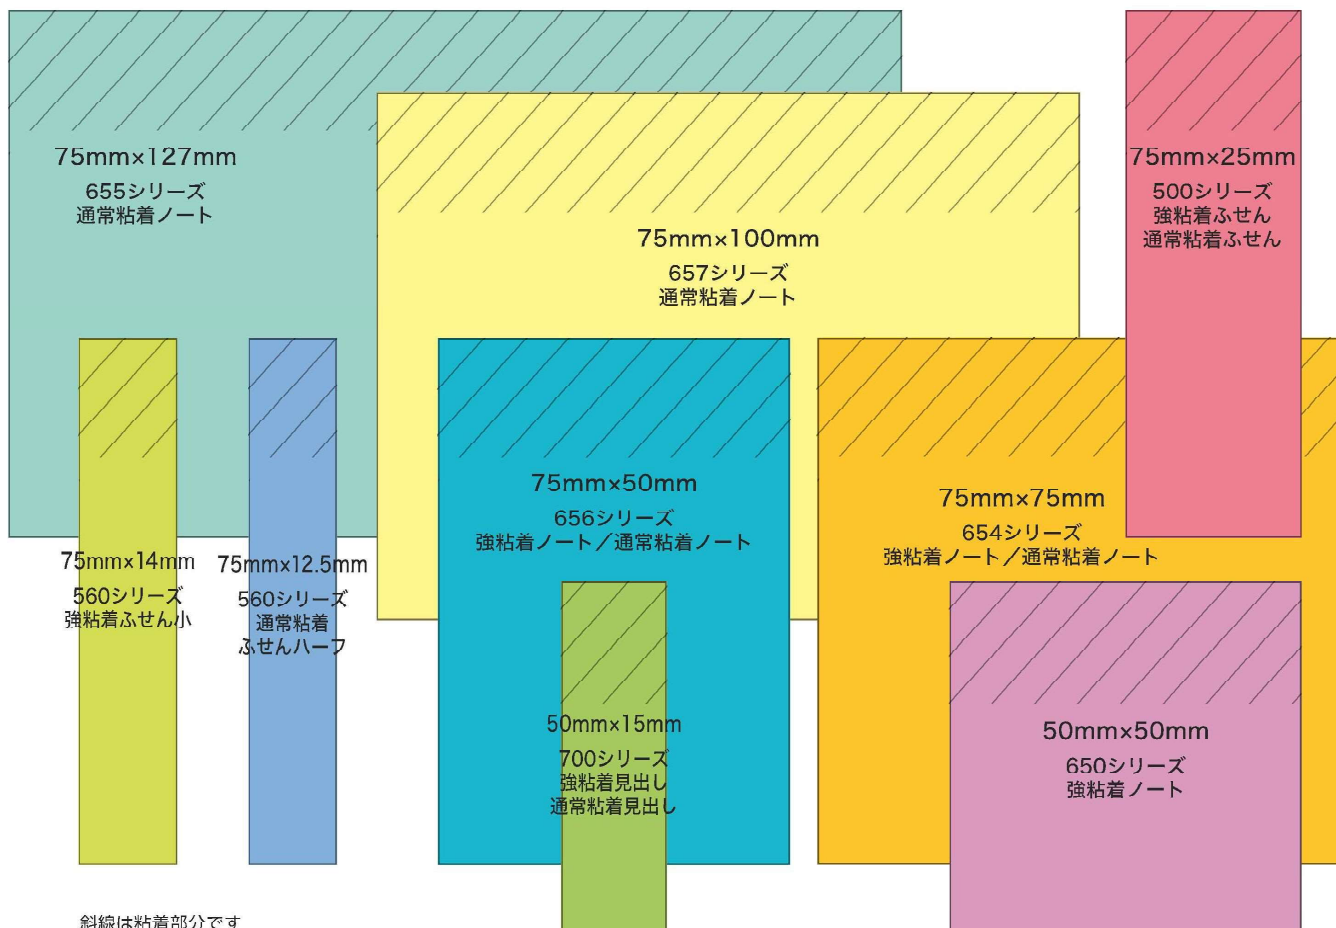 75mm×127mm
655シリーズ
通常粘着ノート
75mm×100mm
657シリーズ
通常粘着ノート
75mm×25mm
500シリーズ
強粘着ふせん
通常粘着ふせん
75mm×14mm
560シリーズ
強粘着ふせん小
75mm×12.5mm
560シリーズ
通常粘着
ふせんハーフ
75mm×50mm
656シリーズ
強粘着ノート／通常粘着ノート
75mm×75mm
654シリーズ
強粘着ノート／通常粘着ノート
50mm×15mm
700シリーズ
強粘着見出し
通常粘着見出し
50mm×50mm
650シリーズ
強粘着ノート
斜線は粘着部分です